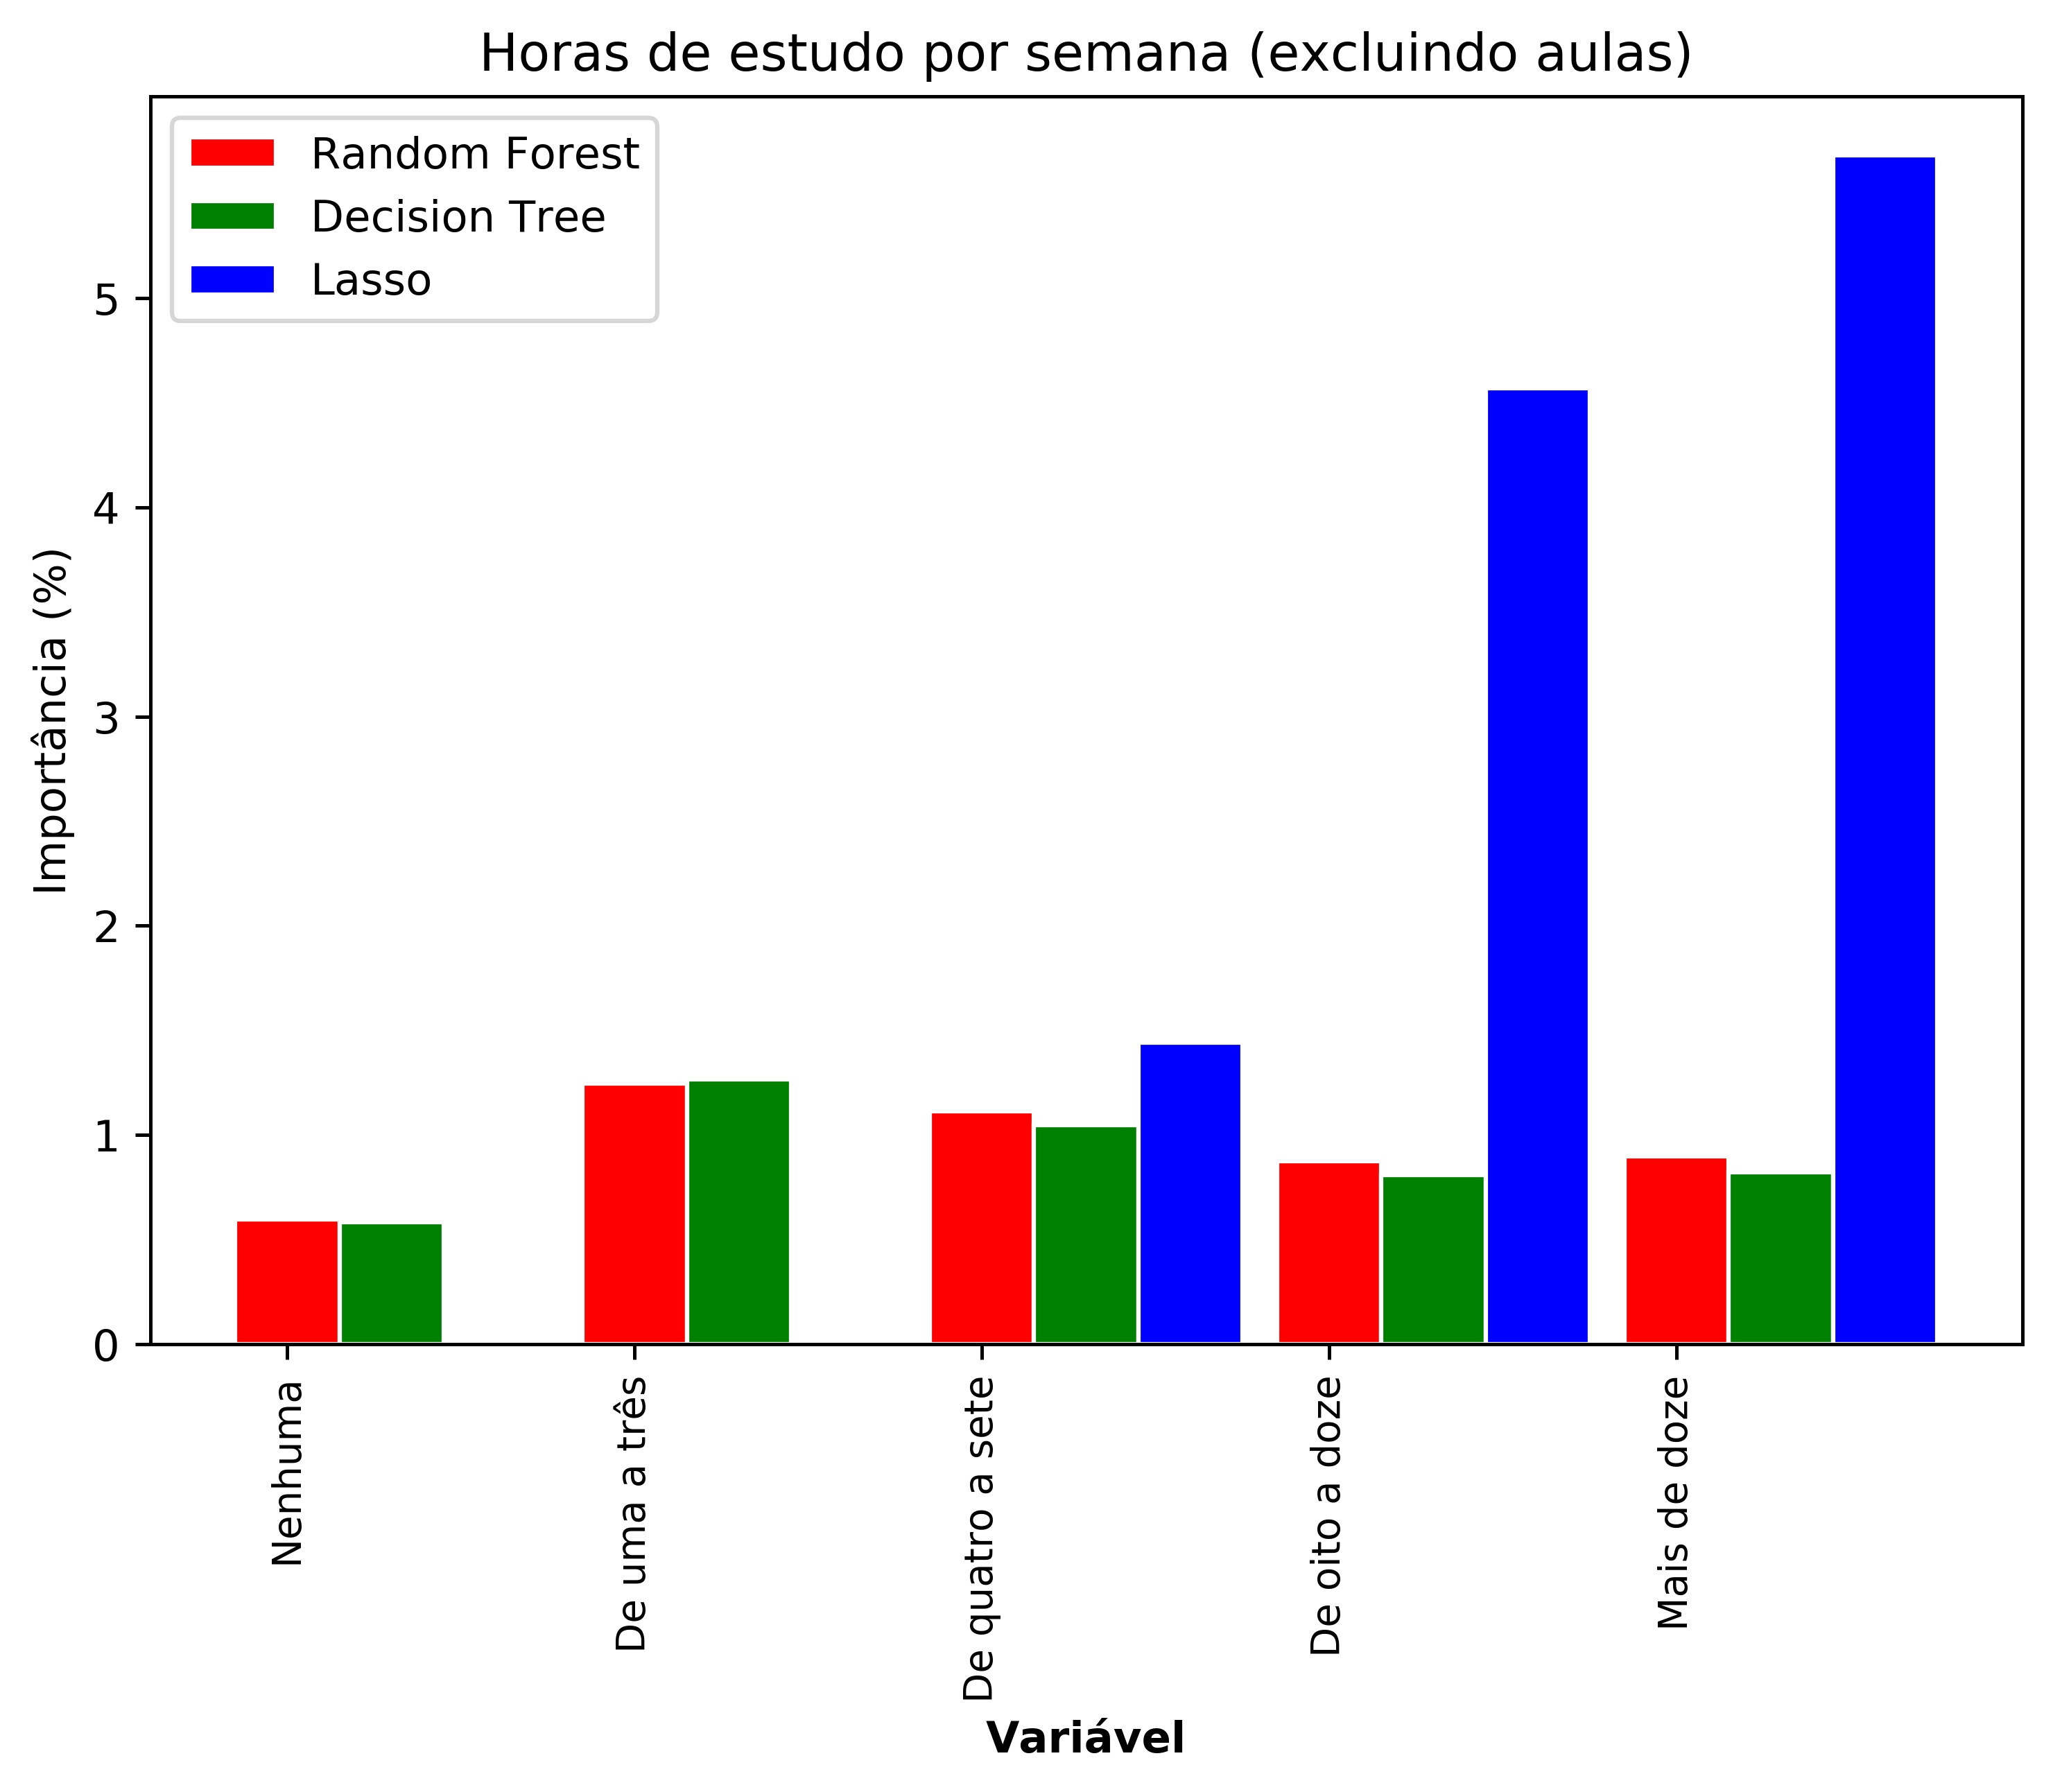 Horas de estudo por semana (excluindo aulas)
Random Forest
Decision Tree
Lasso
Importância (%)
5
4
3
2
1
0
Nenhuma
De uma a três
De quatro a sete
De oito a doze
Mais de doze
Variável